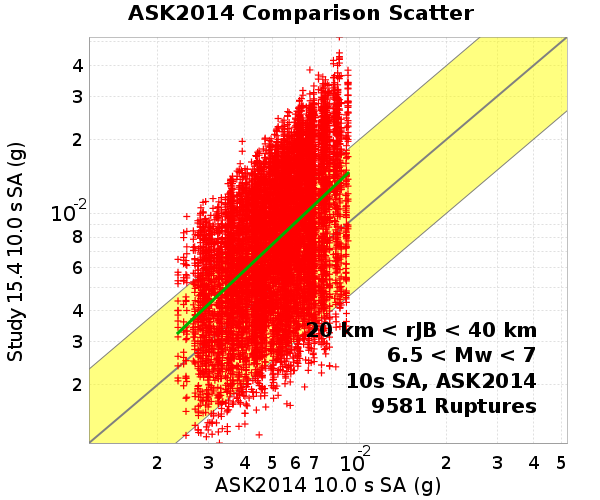 ASK2014 Comparison Scatter
Study 15.4 10.0 s SA (g)
4
3
2
10-2
8
6
4
3
2
20 km < rJB < 40 km
6.5 < Mw < 7
10s SA, ASK2014
9581 Ruptures
2 3 4 5 6 7 10-2 2 3 4 5
ASK2014 10.0 s SA (g)